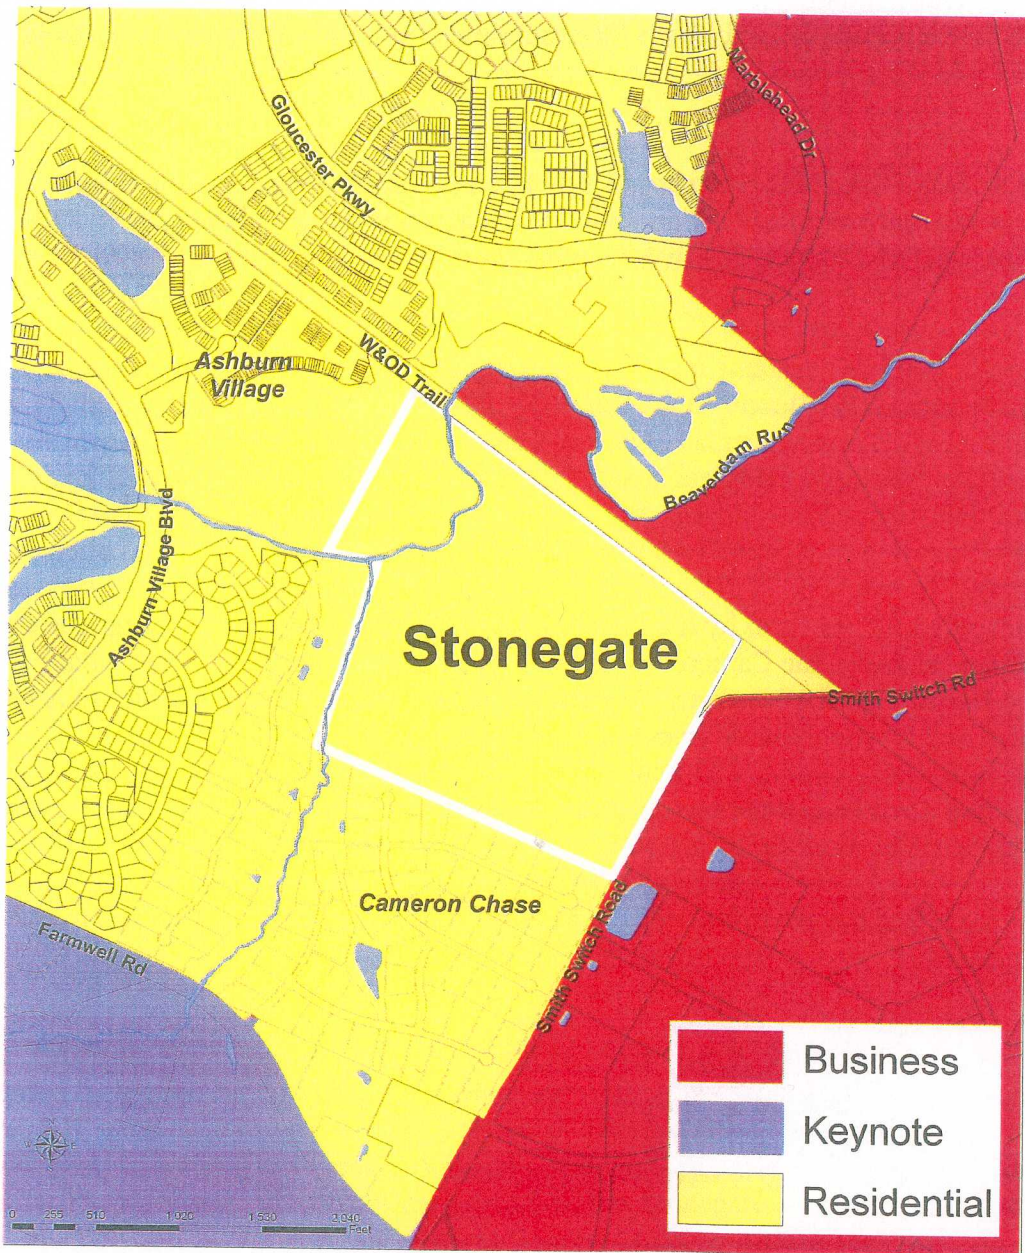 Marblehead Dr
Gloucester Pkwy
W&OD Trail
Ashburn
Village
Beaverdam Run
Ashburn Village Blvd
Stonegate
Smith Switch Rd
Cameron Chase
Smith Switch Road
Farmwell Rd
Business
Keynote
Residential
W E
0 255 510 1,020 1,530 2,040
Feet